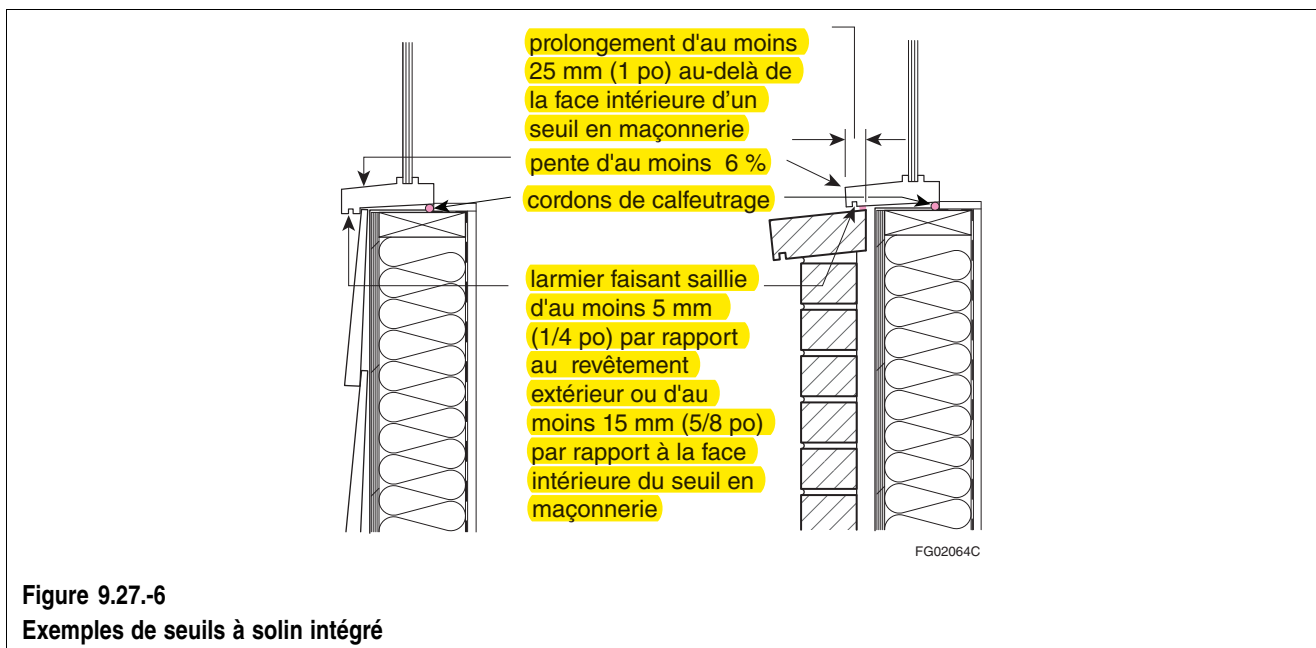 prolongement d'au moins
25 mm (1 po) au-delà de
la face intérieure d’un
seuil en maçonnerie
pente d'au moins 6 %
cordons de calfeutrage
larmier faisant saillie
d'au moins 5 mm
(1/4 po) par rapport
au revêtement
extérieur ou d'au
moins 15 mm (5/8 po)
par rapport à la face
intérieure du seuil en
maçonnerie
FG02064C
Figure 9.27.-6
Exemples de seuils à solin intégré